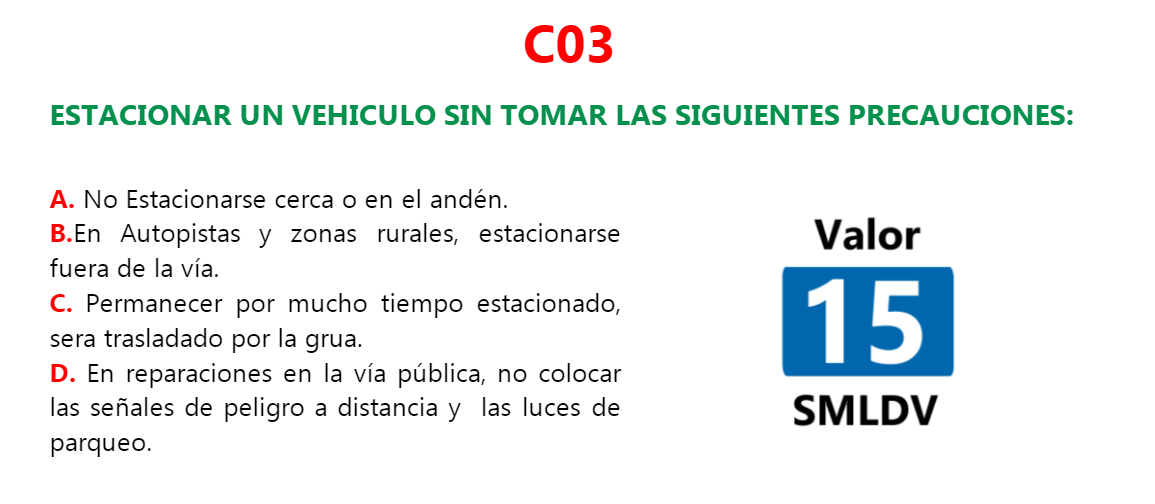 C03
ESTACIONAR UN VEHICULO SIN TOMAR LAS SIGUIENTES PRECAUCIONES:
A. No Estacionarse cerca o en el andén.
B.En Autopistas y zonas rurales, estacionarse
fuera de la vía.
C. Permanecer por mucho tiempo estacionado,
sera trasladado por la grua.
D. En reparaciones en la vía pública, no colocar
las señales de peligro a distancia y las luces de
parqueo.
Valor
15
SMLDV